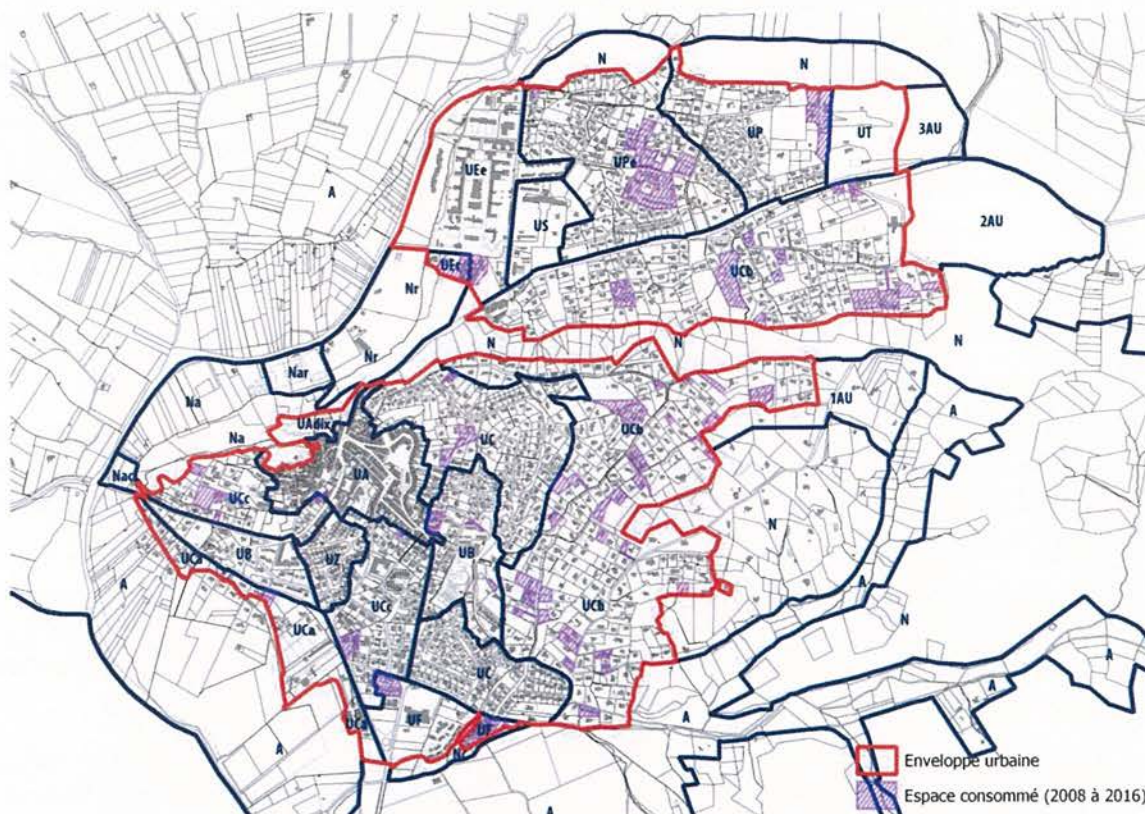 N
N
3AU
UP
UT
UPe
UEe
A
US
2AU
UEc
UCb
Nr
Nr
N
N
N
Nar
Na
1AU
A
UAdix
UC
UCb
Na
UA
Nac
UCc
N
UB
UZ
UB
A
A
UCc
UCb
N
UCa
UC
A
A
UF
A
A
Enveloppe urbaine
Espace consommé (2008 à 2016)
A